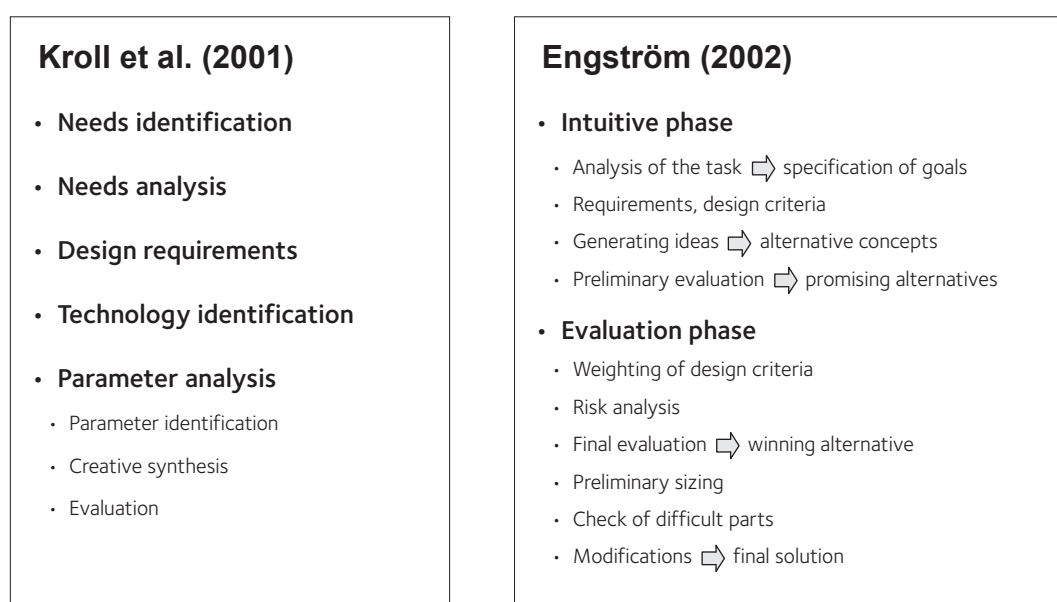 Kroll et al. (2001)
• Needs identification
• Needs analysis
• Design requirements
• Technology identification
• Parameter analysis
• Parameter identification
• Creative synthesis
• Evaluation
Engström (2002)
• Intuitive phase
• Analysis of the task ⇨ specification of goals
• Requirements, design criteria
• Generating ideas ⇨ alternative concepts
• Preliminary evaluation ⇨ promising alternatives
• Evaluation phase
• Weighting of design criteria
• Risk analysis
• Final evaluation ⇨ winning alternative
• Preliminary sizing
• Check of difficult parts
• Modifications ⇨ final solution